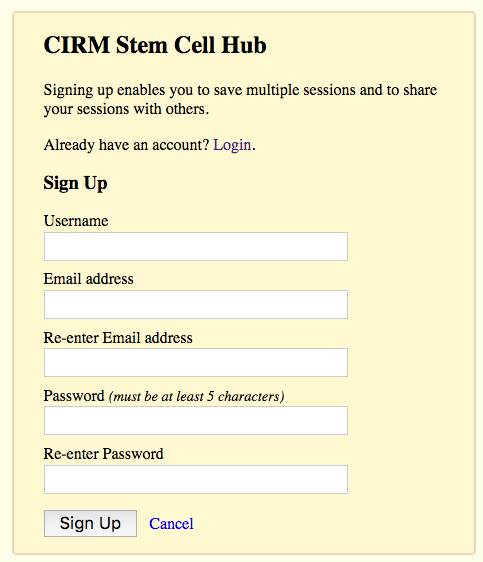 CIRM Stem Cell Hub
Signing up enables you to save multiple sessions and to share
your sessions with others.
Already have an account? Login.
Sign Up
Username
Email address
Re-enter Email address
Password (must be at least 5 characters)
Re-enter Password
Sign Up Cancel